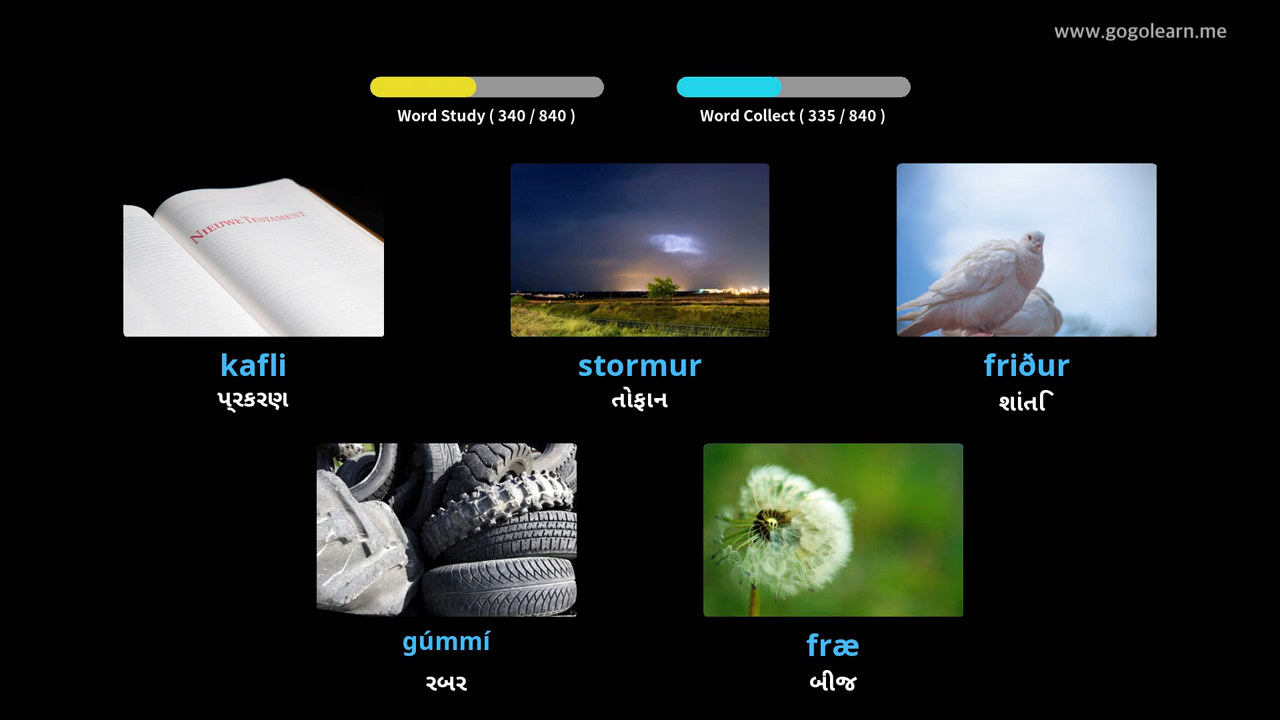 www.gogolearn.me
Word Study ( 340 / 840 )
Word Collect ( 335 / 840 )
NIEUWE TESTAMENT
kafli
પ્રકરણ
stormur
તોફાન
friður
શાંતિ
gúmmí
રબર
fræ
બીજ